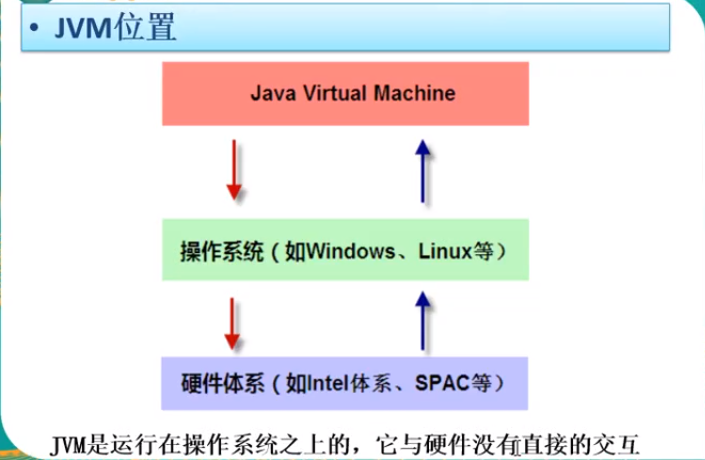 • JVM位置
Java Virtual Machine
操作系统（如Windows、Linux等）
硬件体系（如Intel体系、SPAC等）
JVM是运行在操作系统之上的，它与硬件没有直接的交互